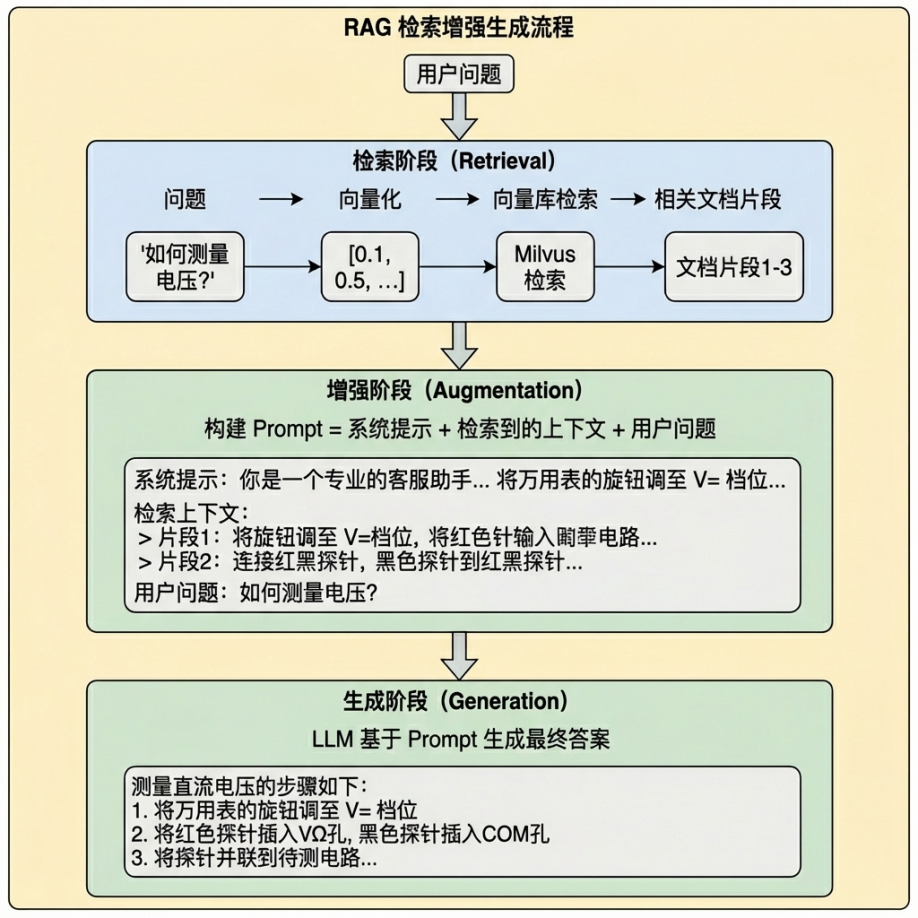 RAG 检索增强生成流程
用户问题
检索阶段（Retrieval）
问题 → 向量化 → 向量库检索 → 相关文档片段
'如何测量电压?'
[0.1, 0.5, ...]
Milvus 检索
文档片段1-3
增强阶段（Augmentation）
构建 Prompt = 系统提示 + 检索到的上下文 + 用户问题
系统提示：你是一个专业的客服助手... 将万用表的旋钮调至 V= 档位...
检索上下文：
> 片段1：将旋钮调至 V=档位, 将红色针输入电路...
> 片段2：连接红黑探针, 黑色探针到红黑探针...
用户问题：如何测量电压?
生成阶段（Generation）
LLM 基于 Prompt 生成最终答案
测量直流电压的步骤如下：
1. 将万用表的旋钮调至 V= 档位
2. 将红色探针插入VΩ孔, 黑色探针插入COM孔
3. 将探针并联到待测电路...